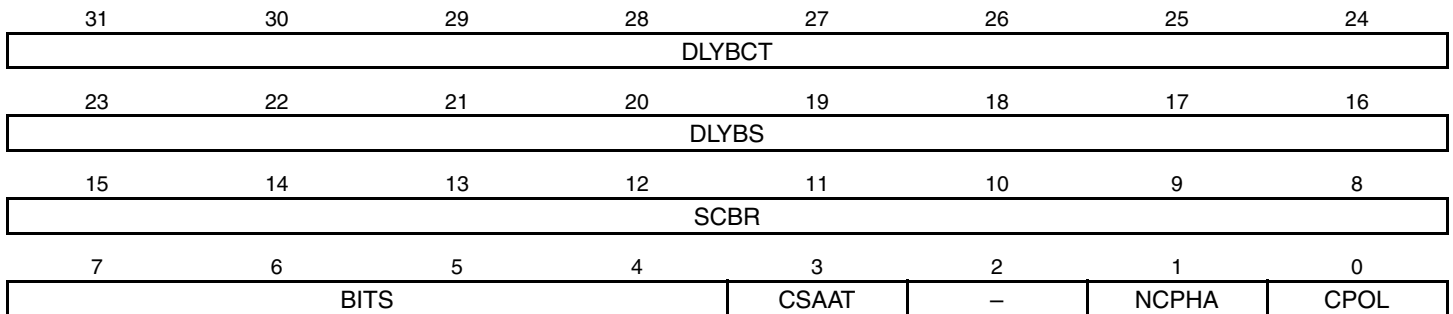 31 30 29 28 27 26 25 24
DLYBCT
23 22 21 20 19 18 17 16
DLYBS
15 14 13 12 11 10 9 8
SCBR
7 6 5 4 3 2 1 0
BITS CSAAT – NCPHA CPOL